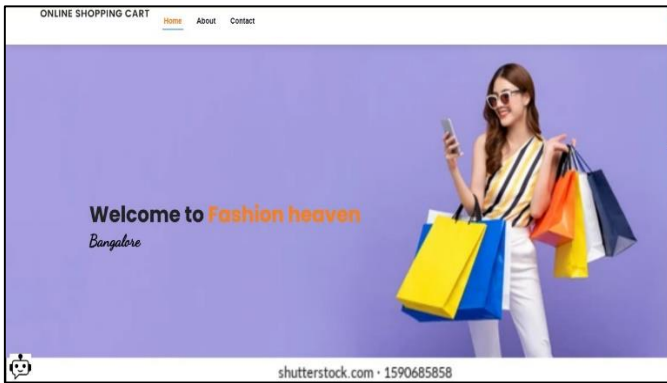 ONLINE SHOPPING CART
Home About Contact
Welcome to Fashion heaven
Bangalore
shutterstock.com · 1590685858